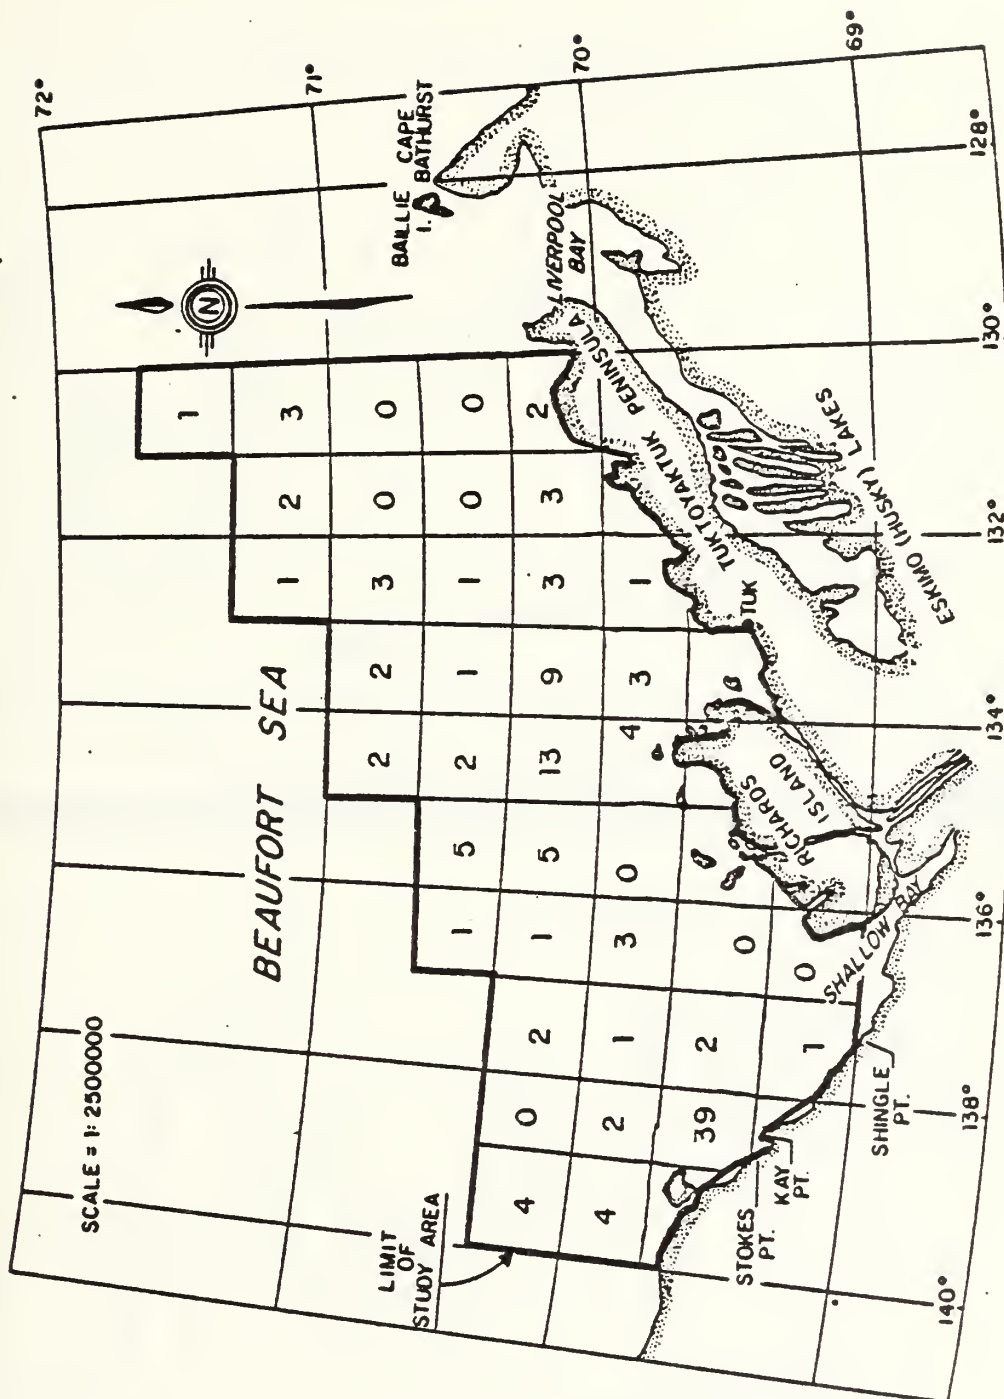 72°
SCALE = 1: 2500000
BEAUFORT SEA
N
71°
LIMIT
OF
STUDY AREA
BAILLIE
I.
CAPE
BATHURST
1
1 2 3
2 2 3 0 0
1 5 2 1 1 0 0
4 0 2 1 5 13 9 3 3 2
4 2 1 3 0 4 3 1
39 2 0
1 0
70°
LIVERPOOL
BAY
TUKTOYAKTUK PENINSULA
TUK
RICHARDS
ISLAND
STOKES
PT.
KAY
PT.
SHINGLE
PT.
SHALLOW BAY
ESKIMO (HUSKY) LAKES
69°
140°
138°
136°
134°
132°
130°
128°